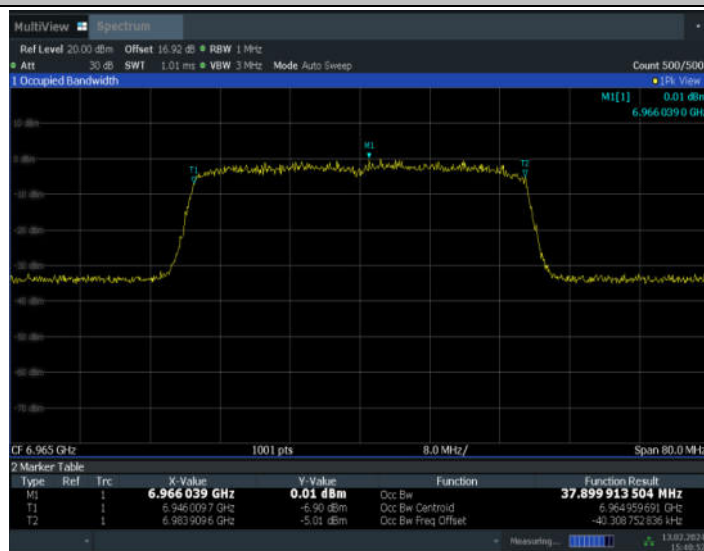 MultiView Spectrum
Ref Level 20.00 dBm Offset 16.92 dB RBW 1 MHz
Att 30 dB SWT 1.01 ms VBW 3 MHz Mode Auto Sweep Count 500/500
1 Occupied Bandwidth 1Pk View
M1[1] 0.01 dBm
6.9660390 GHz
10 dBm
M1
0 dBm
T1
T2
-10 dBm
-20 dBm
-30 dBm
-40 dBm
-50 dBm
-60 dBm
-70 dBm
CF 6.965 GHz 1001 pts 8.0 MHz/ Span 80.0 MHz
2 Marker Table
Type Ref Trc X-Value Y-Value Function Function Result
M1 1 6.966 039 GHz 0.01 dBm Occ Bw 37.899 913 504 MHz
T1 1 6.946 009 7 GHz -6.90 dBm Occ Bw Centroid 6.964 959 691 GHz
T2 1 6.983 909 6 GHz -5.01 dBm Occ Bw Freq Offset -40.308 752 836 kHz
Measuring... 13.02.2024